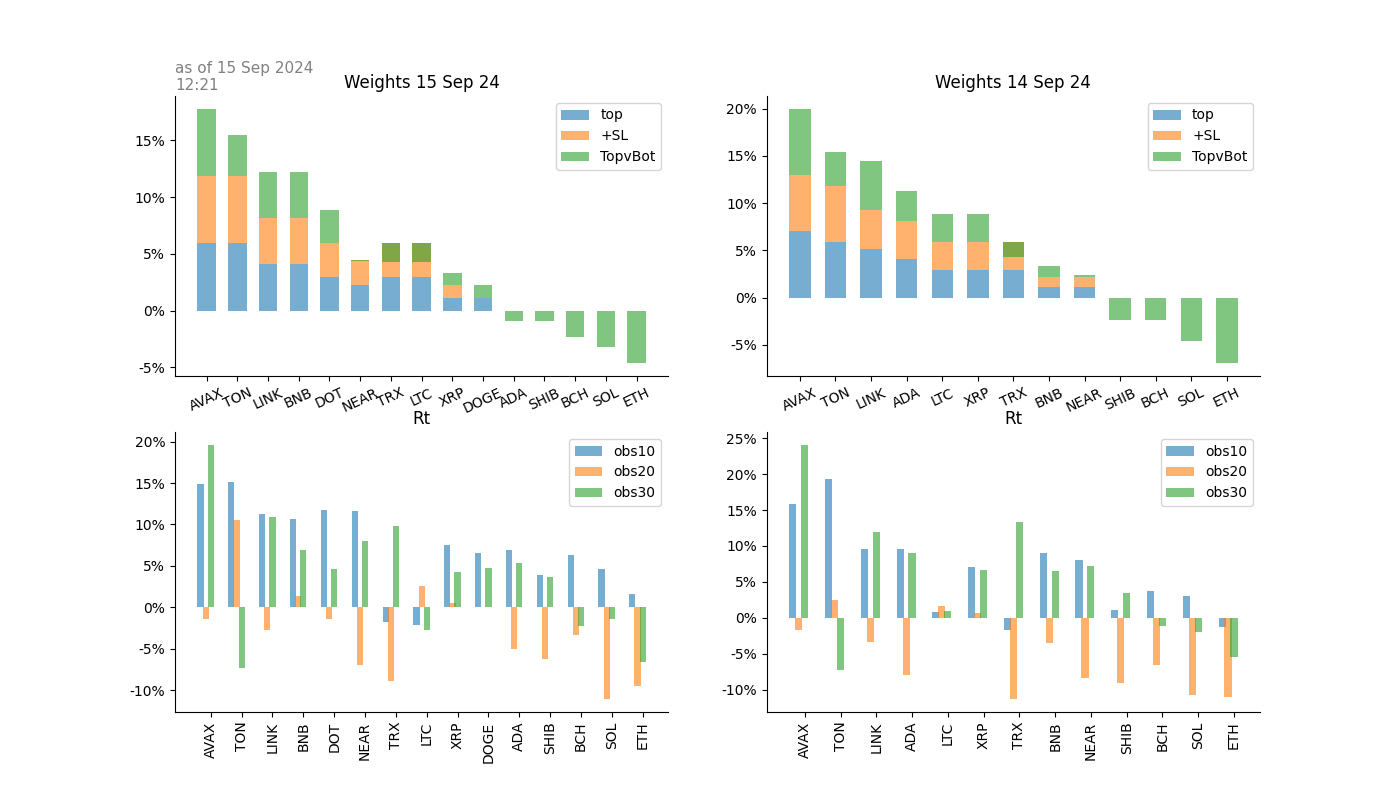 as of 15 Sep 2024
12:21
Weights 15 Sep 24
top
+SL
TopvBot
15%
10%
5%
0%
-5%
AVAX TON LINK BNB DOT NEAR TRX LTC XRP DOGE ADA SHIB BCH SOL ETH
Weights 14 Sep 24
top
+SL
TopvBot
20%
15%
10%
5%
0%
-5%
AVAX TON LINK ADA LTC XRP TRX BNB NEAR SHIB BCH SOL ETH
Rt
obs10
obs20
obs30
20%
15%
10%
5%
0%
-5%
-10%
AVAX TON LINK BNB DOT NEAR TRX LTC XRP DOGE ADA SHIB BCH SOL ETH
Rt
obs10
obs20
obs30
25%
20%
15%
10%
5%
0%
-5%
-10%
AVAX TON LINK ADA LTC XRP TRX BNB NEAR SHIB BCH SOL ETH